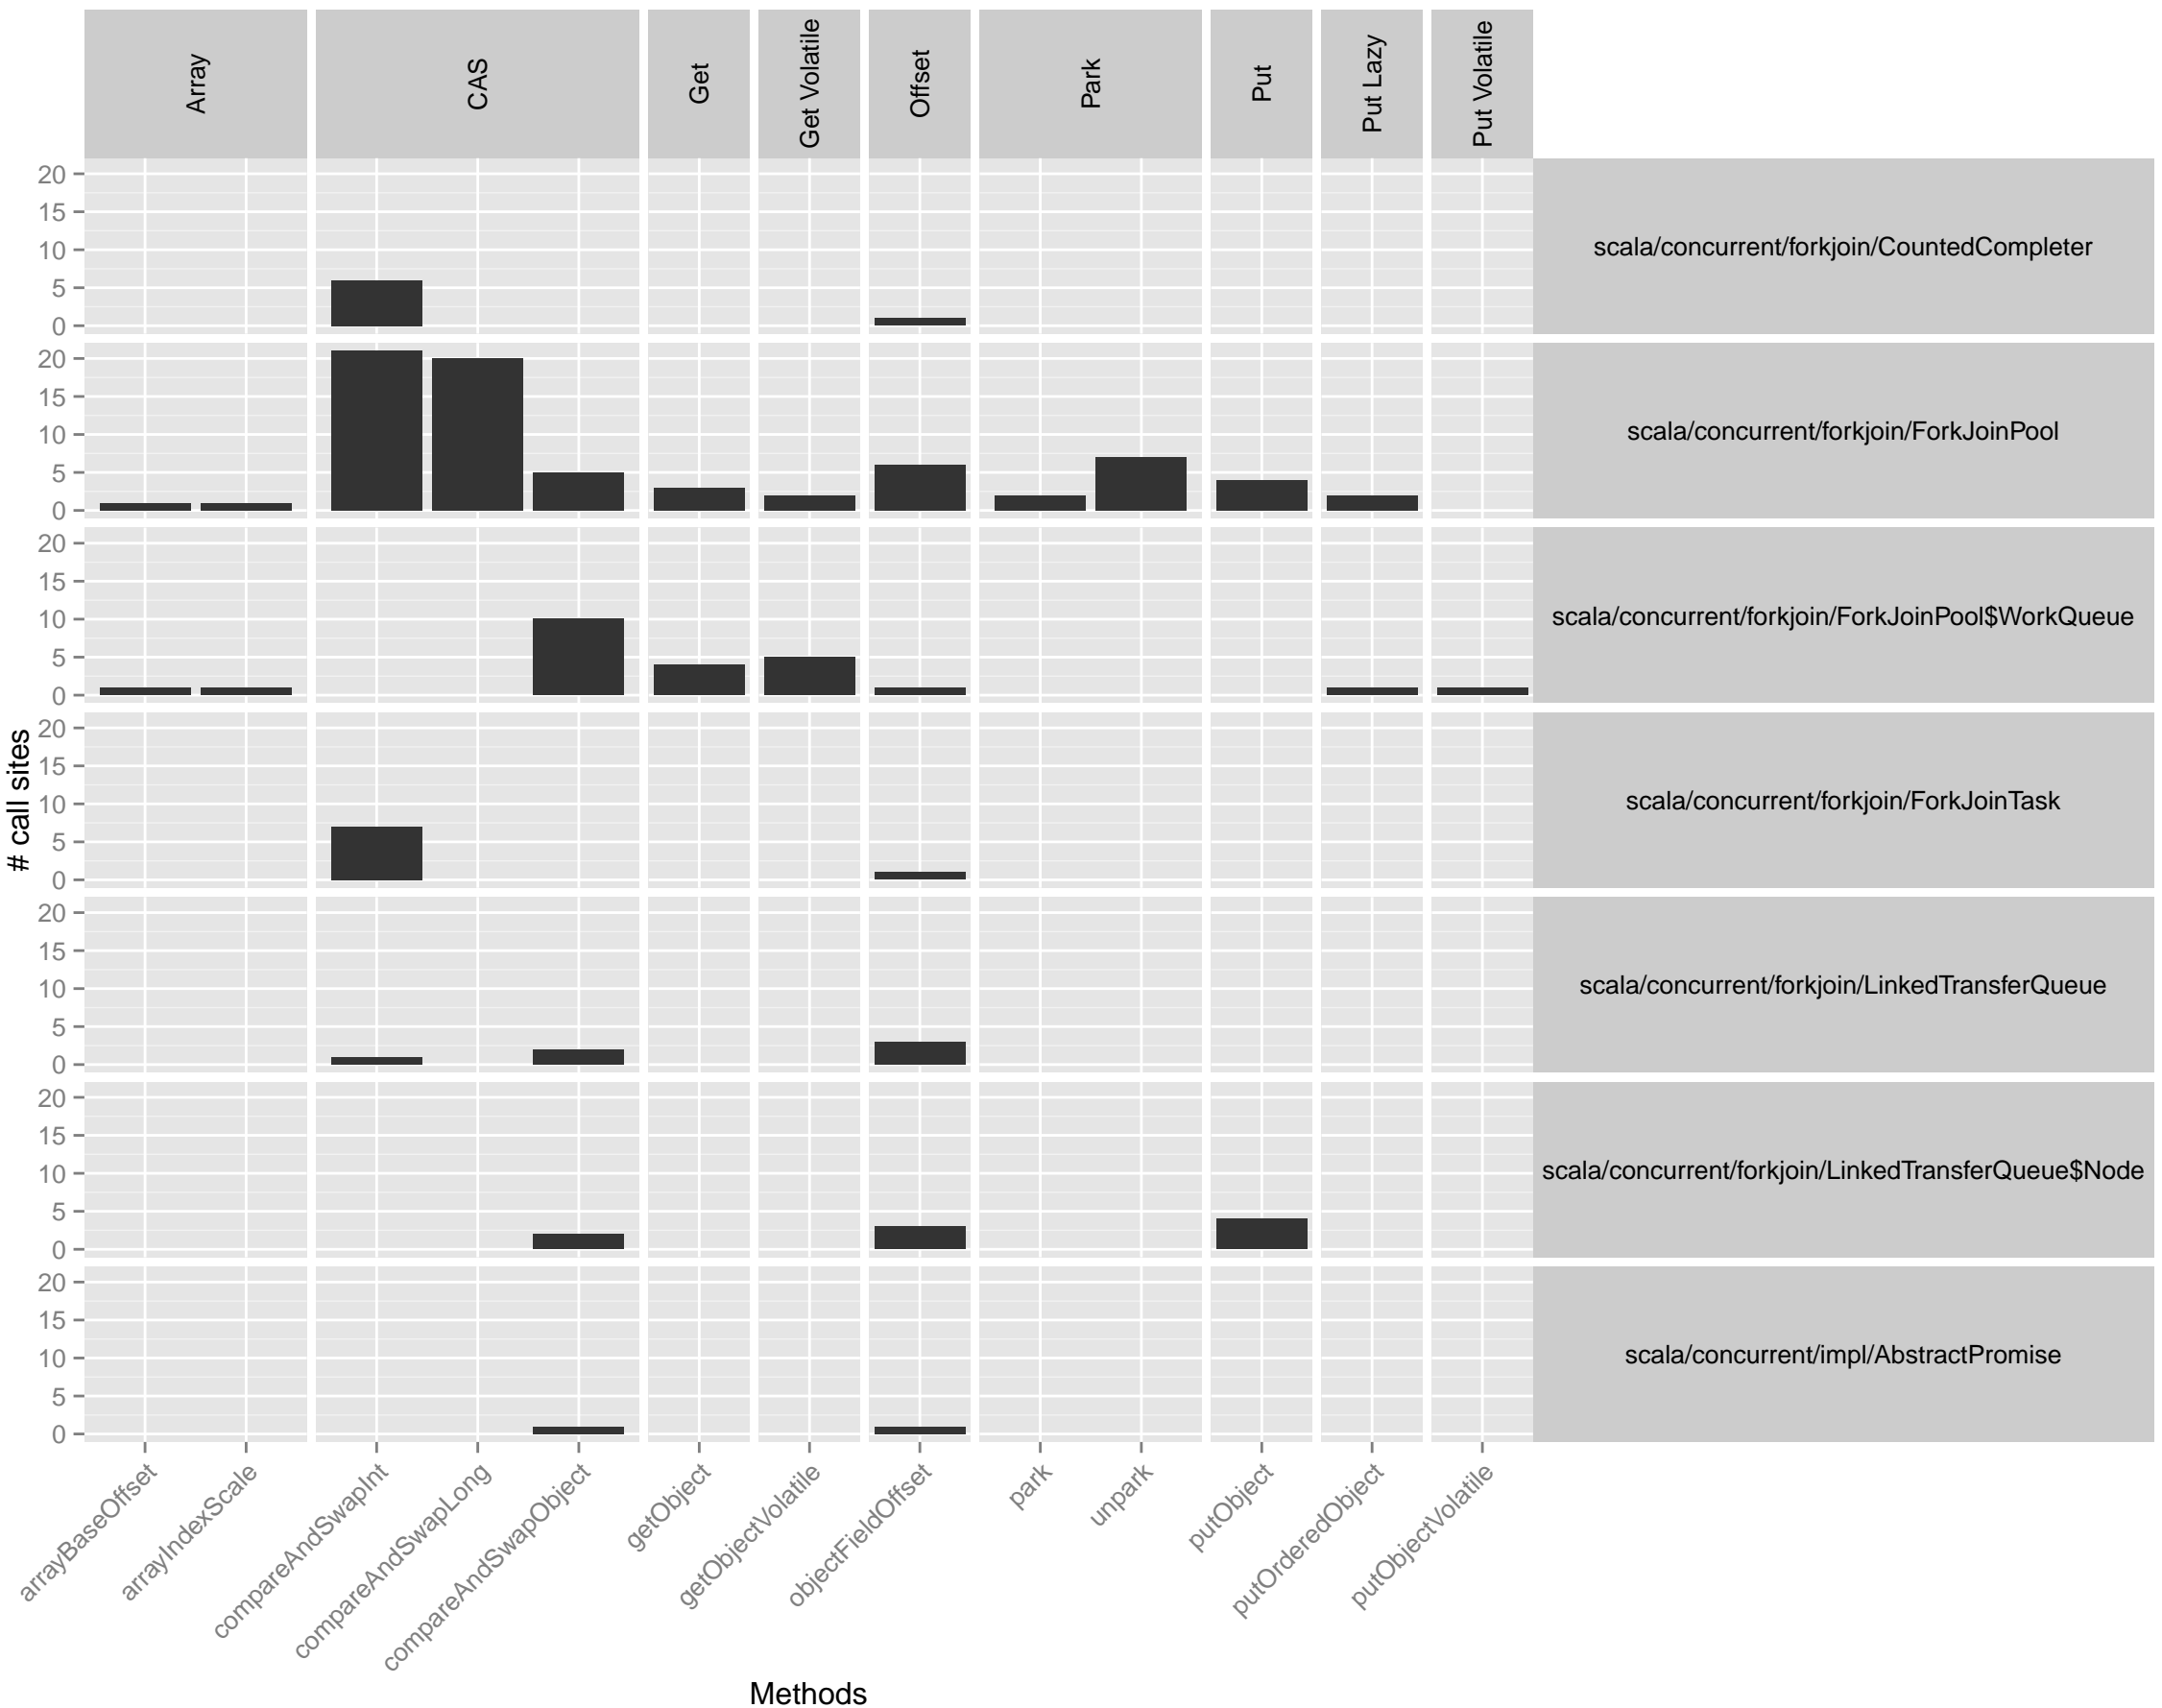 Array
CAS
Get
Get Volatile
Offset
Park
Put
Put Lazy
Put Volatile
20
15
10
5
0
scala/concurrent/forkjoin/CountedCompleter
20
15
10
5
0
scala/concurrent/forkjoin/ForkJoinPool
20
15
10
5
0
scala/concurrent/forkjoin/ForkJoinPool$WorkQueue
20
15
10
5
0
scala/concurrent/forkjoin/ForkJoinTask
20
15
10
5
0
scala/concurrent/forkjoin/LinkedTransferQueue
20
15
10
5
0
scala/concurrent/forkjoin/LinkedTransferQueue$Node
20
15
10
5
0
scala/concurrent/impl/AbstractPromise
# call sites
arrayBaseOffset
arrayIndexScale
compareAndSwapInt
compareAndSwapLong
compareAndSwapObject
getObject
getObjectVolatile
objectFieldOffset
park
unpark
putObject
putOrderedObject
putObjectVolatile
Methods